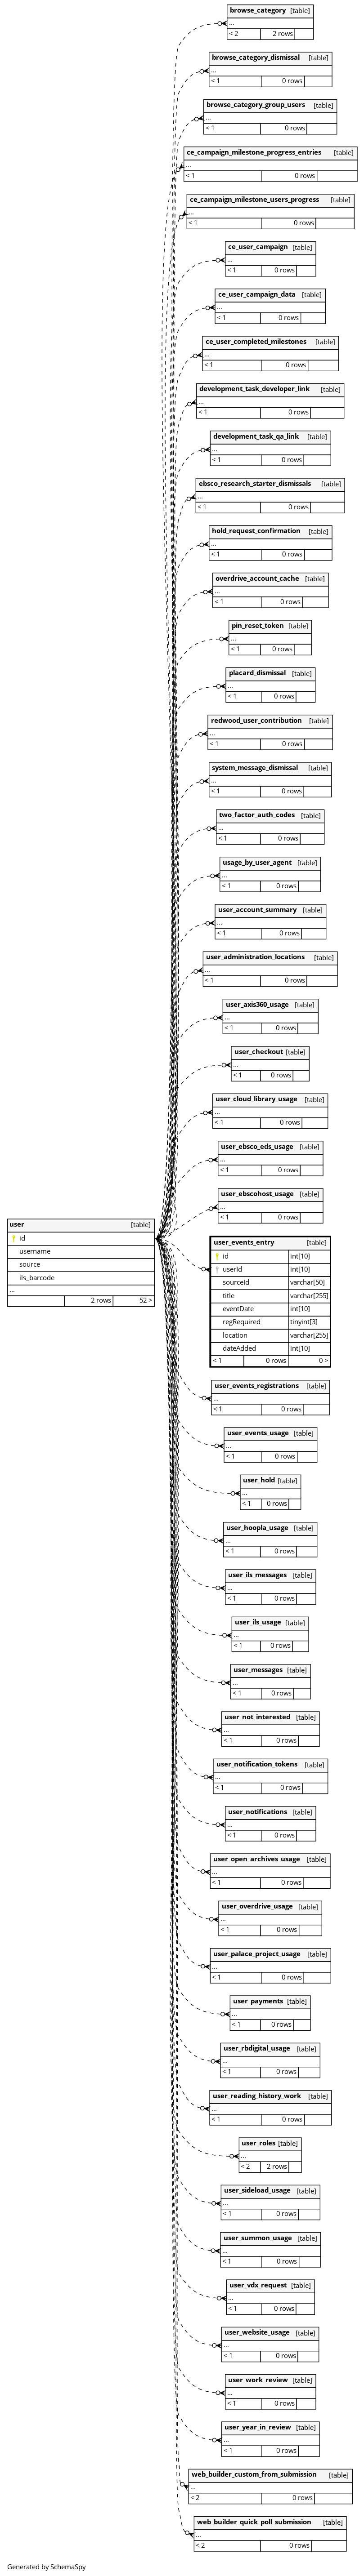 browse_category [table]
...
< 2 2 rows
browse_category_dismissal [table]
...
< 1 0 rows
browse_category_group_users [table]
...
< 1 0 rows
ce_campaign_milestone_progress_entries [table]
...
< 1 0 rows
ce_campaign_milestone_users_progress [table]
...
< 1 0 rows
ce_user_campaign [table]
...
< 1 0 rows
ce_user_campaign_data [table]
...
< 1 0 rows
ce_user_completed_milestones [table]
...
< 1 0 rows
development_task_developer_link [table]
...
< 1 0 rows
development_task_qa_link [table]
...
< 1 0 rows
ebsco_research_starter_dismissals [table]
...
< 1 0 rows
hold_request_confirmation [table]
...
< 1 0 rows
overdrive_account_cache [table]
...
< 1 0 rows
pin_reset_token [table]
...
< 1 0 rows
placard_dismissal [table]
...
< 1 0 rows
redwood_user_contribution [table]
...
< 1 0 rows
system_message_dismissal [table]
...
< 1 0 rows
two_factor_auth_codes [table]
...
< 1 0 rows
usage_by_user_agent [table]
...
< 1 0 rows
user_account_summary [table]
...
< 1 0 rows
user_administration_locations [table]
...
< 1 0 rows
user_axis360_usage [table]
...
< 1 0 rows
user_checkout [table]
...
< 1 0 rows
user_cloud_library_usage [table]
...
< 1 0 rows
user_ebsco_eds_usage [table]
...
< 1 0 rows
user_ebscohost_usage [table]
...
< 1 0 rows
user [table]
id
username
source
ils_barcode
...
2 rows 52 >
user_events_entry [table]
id int[10]
userId int[10]
sourceId varchar[50]
title varchar[255]
eventDate int[10]
regRequired tinyint[3]
location varchar[255]
dateAdded int[10]
< 1 0 rows 0 >
user_events_registrations [table]
...
< 1 0 rows
user_events_usage [table]
...
< 1 0 rows
user_hold [table]
...
< 1 0 rows
user_hoopla_usage [table]
...
< 1 0 rows
user_ils_messages [table]
...
< 1 0 rows
user_ils_usage [table]
...
< 1 0 rows
user_messages [table]
...
< 1 0 rows
user_not_interested [table]
...
< 1 0 rows
user_notification_tokens [table]
...
< 1 0 rows
user_notifications [table]
...
< 1 0 rows
user_open_archives_usage [table]
...
< 1 0 rows
user_overdrive_usage [table]
...
< 1 0 rows
user_palace_project_usage [table]
...
< 1 0 rows
user_payments [table]
...
< 1 0 rows
user_rbdigital_usage [table]
...
< 1 0 rows
user_reading_history_work [table]
...
< 1 0 rows
user_roles [table]
...
< 2 2 rows
user_sideload_usage [table]
...
< 1 0 rows
user_summon_usage [table]
...
< 1 0 rows
user_vdx_request [table]
...
< 1 0 rows
user_website_usage [table]
...
< 1 0 rows
user_work_review [table]
...
< 1 0 rows
user_year_in_review [table]
...
< 1 0 rows
web_builder_custom_from_submission [table]
...
< 2 0 rows
web_builder_quick_poll_submission [table]
...
< 2 0 rows
Generated by SchemaSpy